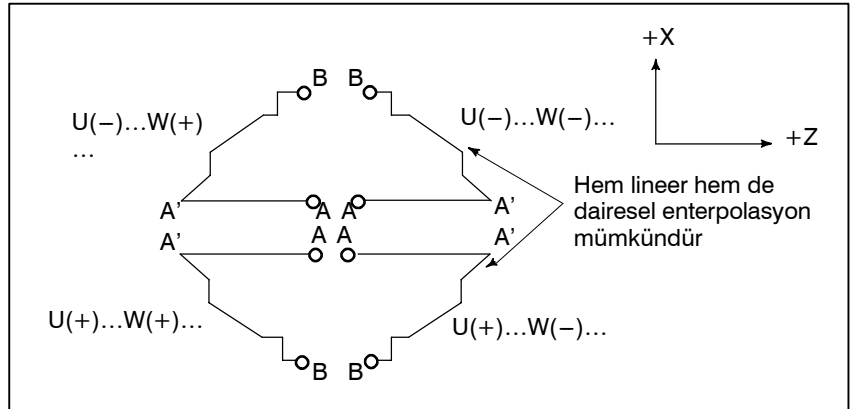 +X
B B
U(−)…W(+)
…
U(−)…W(−)…
+Z
Hem lineer hem de
dairesel enterpolasyon
mümkündür
A’ A A A’
A’ A A A’
U(+)…W(+)…
U(+)…W(−)…
B B